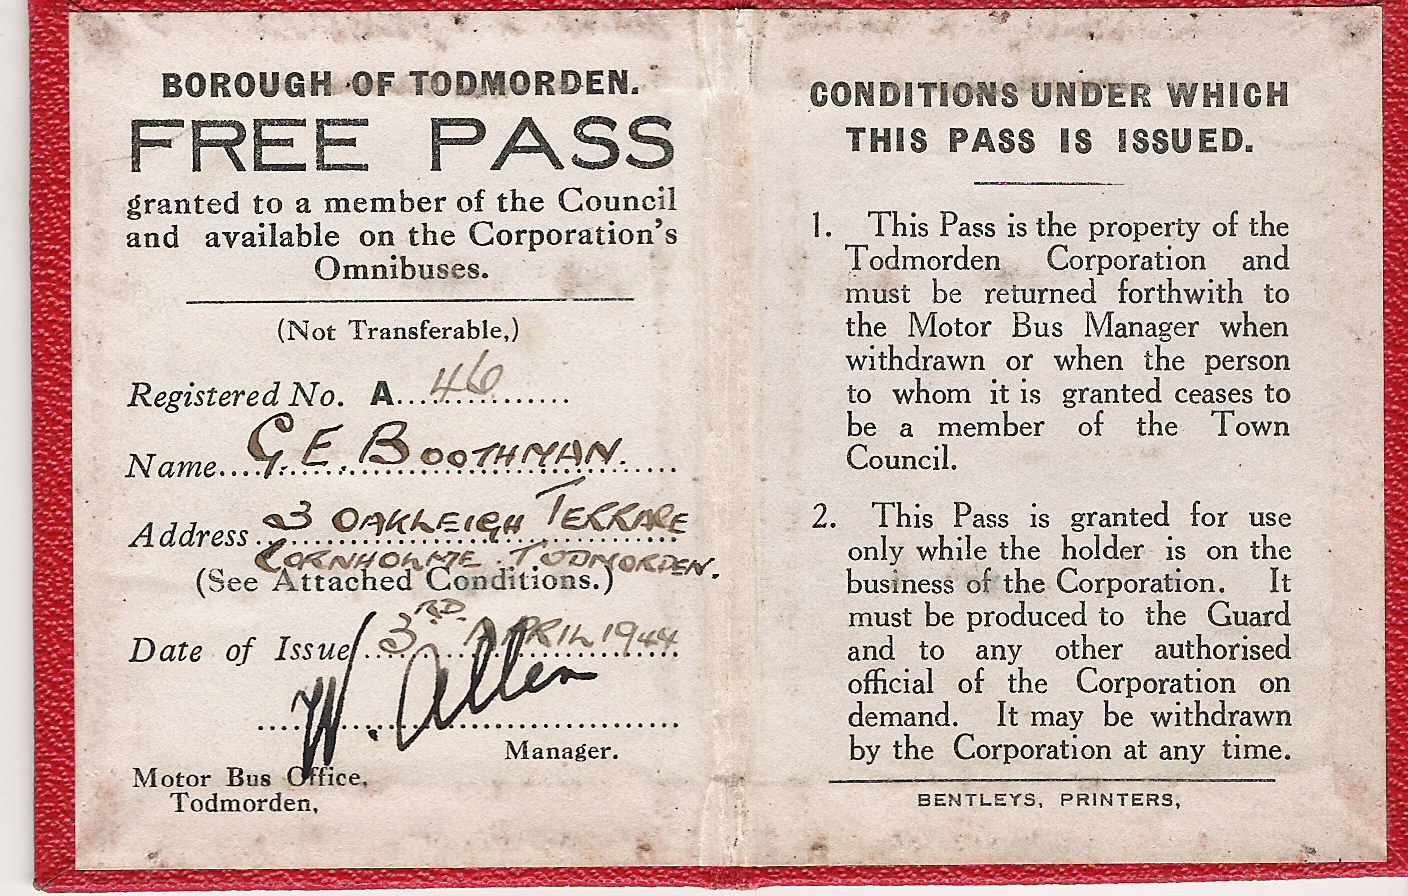 BOROUGH OF TODMORDEN.
FREE PASS
granted to a member of the Council
and available on the Corporation's
Omnibuses.
(Not Transferable,)
Registered No. A....46..............
Name....G. E. BOOTHMAN.......
Address..3 OAKLEIGH TERRACE
CORNHOLME. TODMORDEN.
(See Attached Conditions.)
Date of Issue...3RD APRIL 1944
W. Allen
Manager.
Motor Bus Office,
Todmorden,
CONDITIONS UNDER WHICH
THIS PASS IS ISSUED.
1. This Pass is the property of the
Todmorden Corporation and
must be returned forthwith to
the Motor Bus Manager when
withdrawn or when the person
to whom it is granted ceases to
be a member of the Town
Council.
2. This Pass is granted for use
only while the holder is on the
business of the Corporation. It
must be produced to the Guard
and to any other authorised
official of the Corporation on
demand. It may be withdrawn
by the Corporation at any time.
BENTLEYS, PRINTERS,